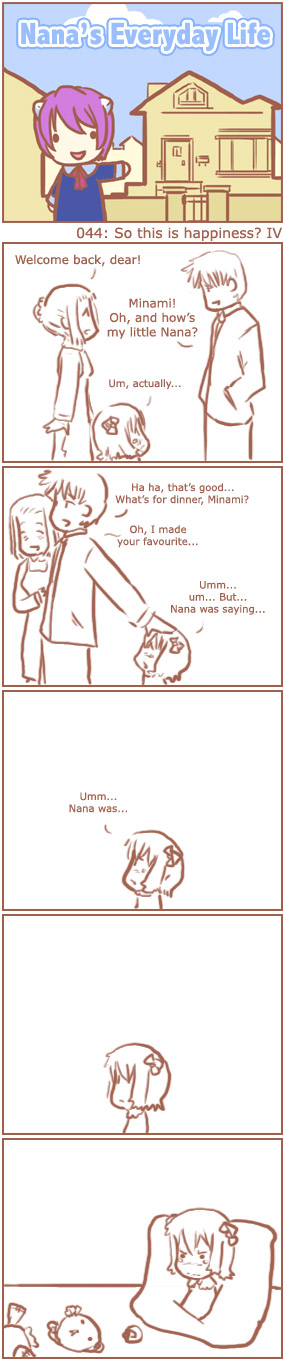 Nana's Everyday Life
044: So this is happiness? IV
Welcome back, dear!
Minami!
Oh, and how's
my little Nana?
Um, actually...
Ha ha, that's good...
What's for dinner, Minami?
Oh, I made
your favourite...
Umm...
um... But...
Nana was saying...
Umm...
Nana was...